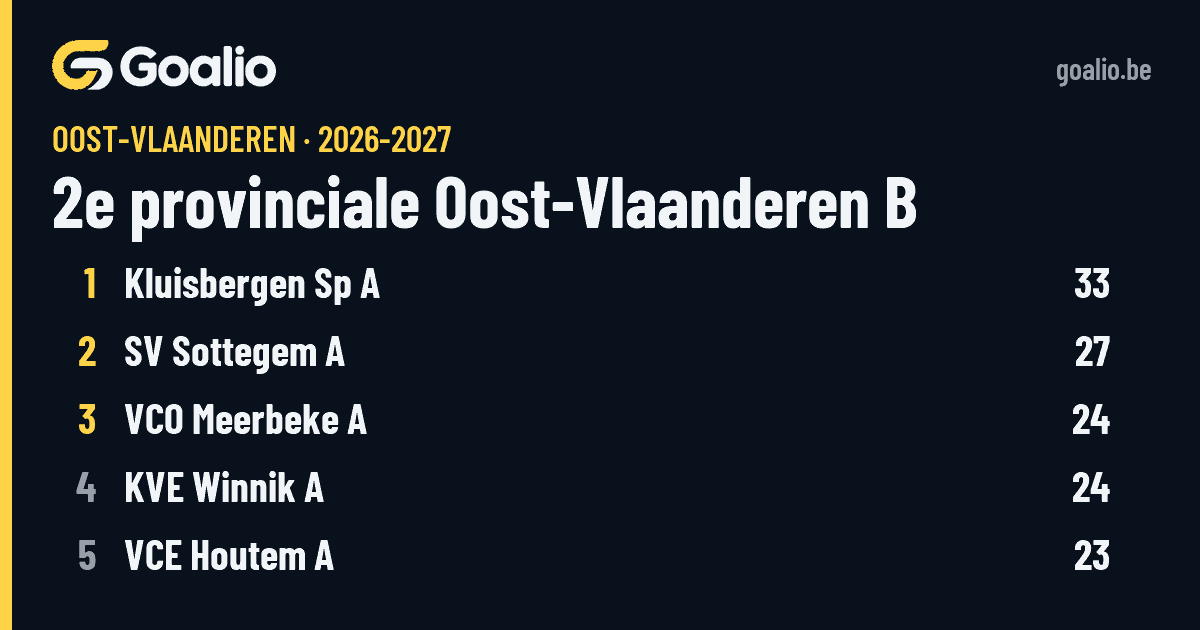 Goalio
goalio.be
OOST-VLAANDEREN · 2026-2027
2e provinciale Oost-Vlaanderen B
1 Kluisbergen Sp A 33
2 SV Sottegem A 27
3 VCO Meerbeke A 24
4 KVE Winnik A 24
5 VCE Houtem A 23